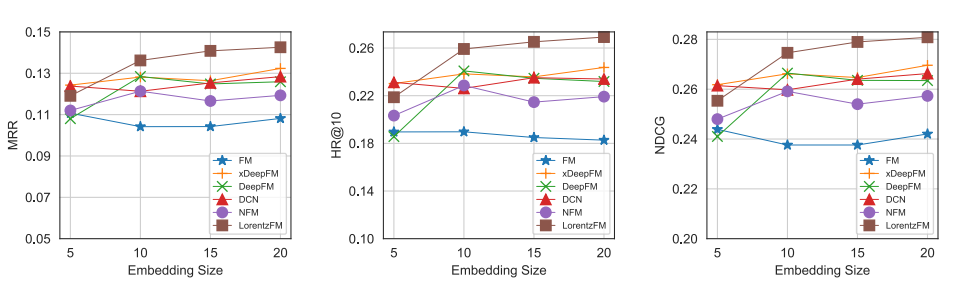 MRR
0.15
0.13
0.11
0.09
0.07
0.05
5
10
15
20
Embedding Size
FM
xDeepFM
DeepFM
DCN
NFM
LorentzFM
HR@10
0.26
0.22
0.18
0.14
0.10
5
10
15
20
Embedding Size
FM
xDeepFM
DeepFM
DCN
NFM
LorentzFM
NDCG
0.28
0.26
0.24
0.22
0.20
5
10
15
20
Embedding Size
FM
xDeepFM
DeepFM
DCN
NFM
LorentzFM